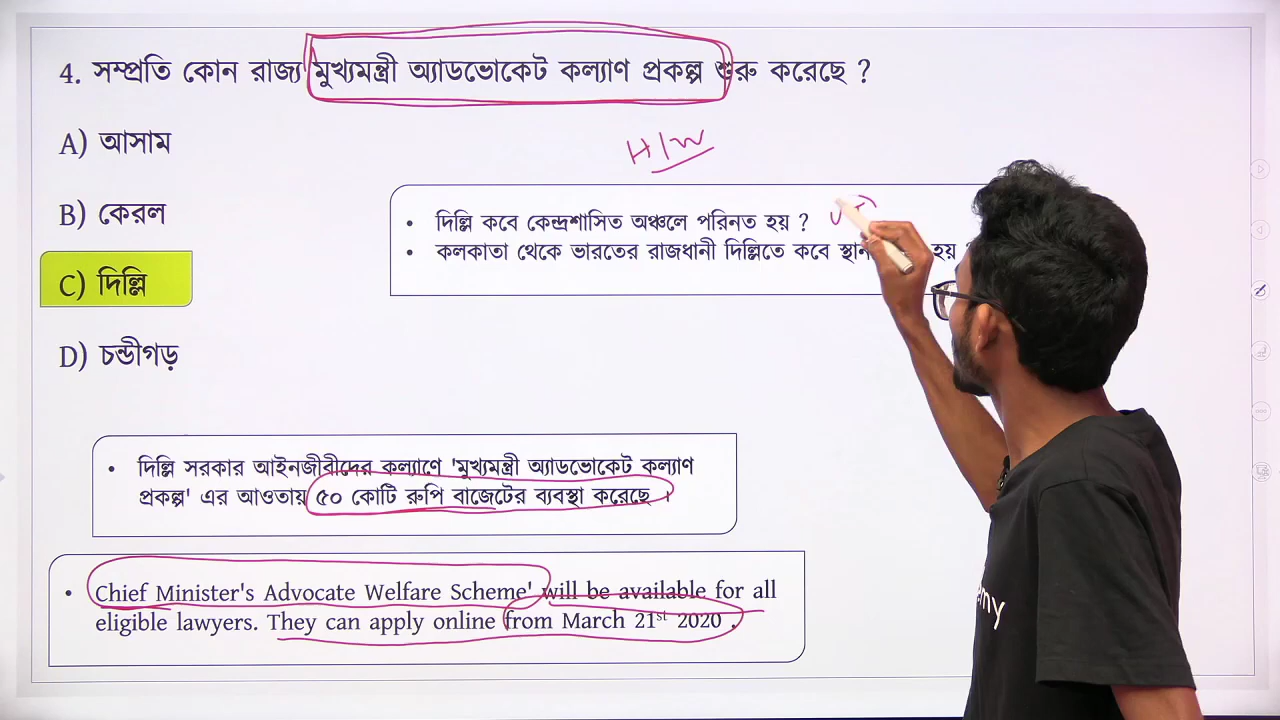 4. সম্প্রতি কোন রাজ্য মুখ্যমন্ত্রী অ্যাডভোকেট কল্যাণ প্রকল্প শুরু করেছে ?
A) আসাম
H/W
B) কেরল
• দিল্লি কবে কেন্দ্রশাসিত অঞ্চলে পরিনত হয় ?
• কলকাতা থেকে ভারতের রাজধানী দিল্লিতে কবে হয়
C) দিল্লি
D) চন্ডীগড়
• দিল্লি সরকার আইনজীবীদের কল্যাণে 'মুখ্যমন্ত্রী অ্যাডভোকেট কল্যাণ
প্রকল্প' এর আওতায় ৫০ কোটি রুপি বাজেটের ব্যবস্থা করেছে ।
• Chief Minister's Advocate Welfare Scheme' will be available for all
eligible lawyers. They can apply online from March 21st 2020 .